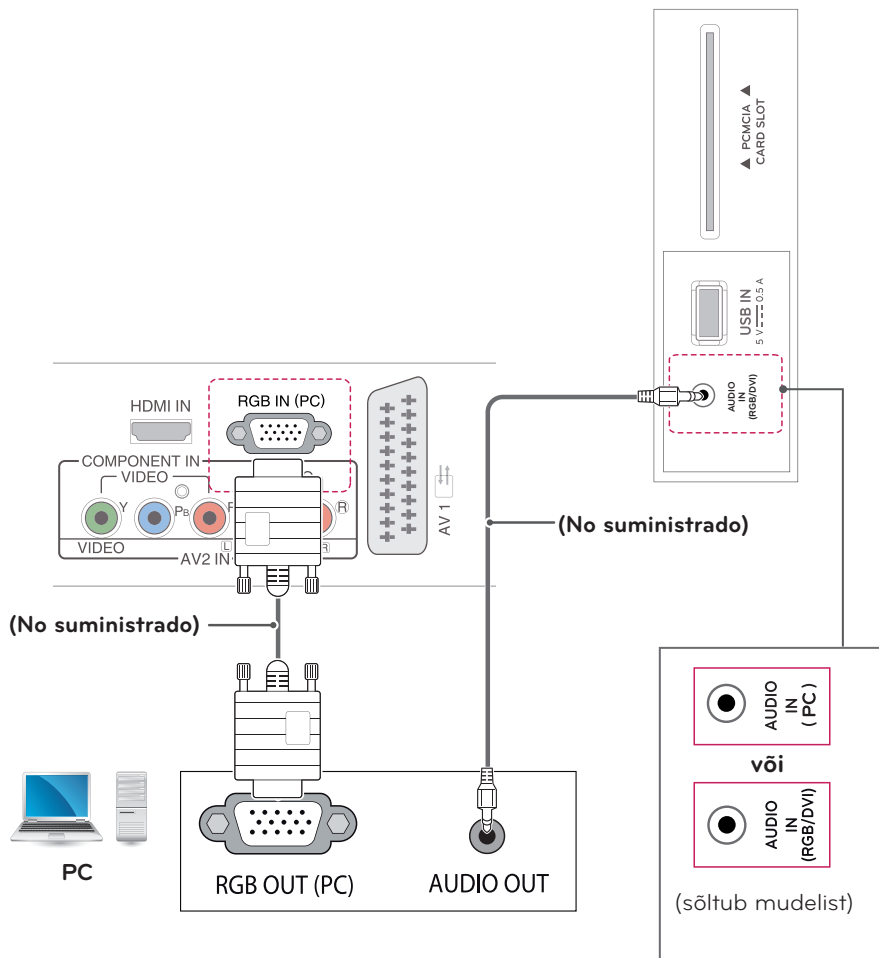 ▲ PCMCIA ▲
CARD SLOT
USB IN
5 V 0.5 A
AUDIO
IN
(RGB/DVI)
HDMI IN
RGB IN (PC)
COMPONENT IN
VIDEO
Y
PB
R
VIDEO
AV2 IN
L
R
AV 1
(No suministrado)
(No suministrado)
PC
RGB OUT (PC)
AUDIO OUT
AUDIO
IN
(PC)
või
AUDIO
IN
(RGB/DVI)
(sõltub mudelist)